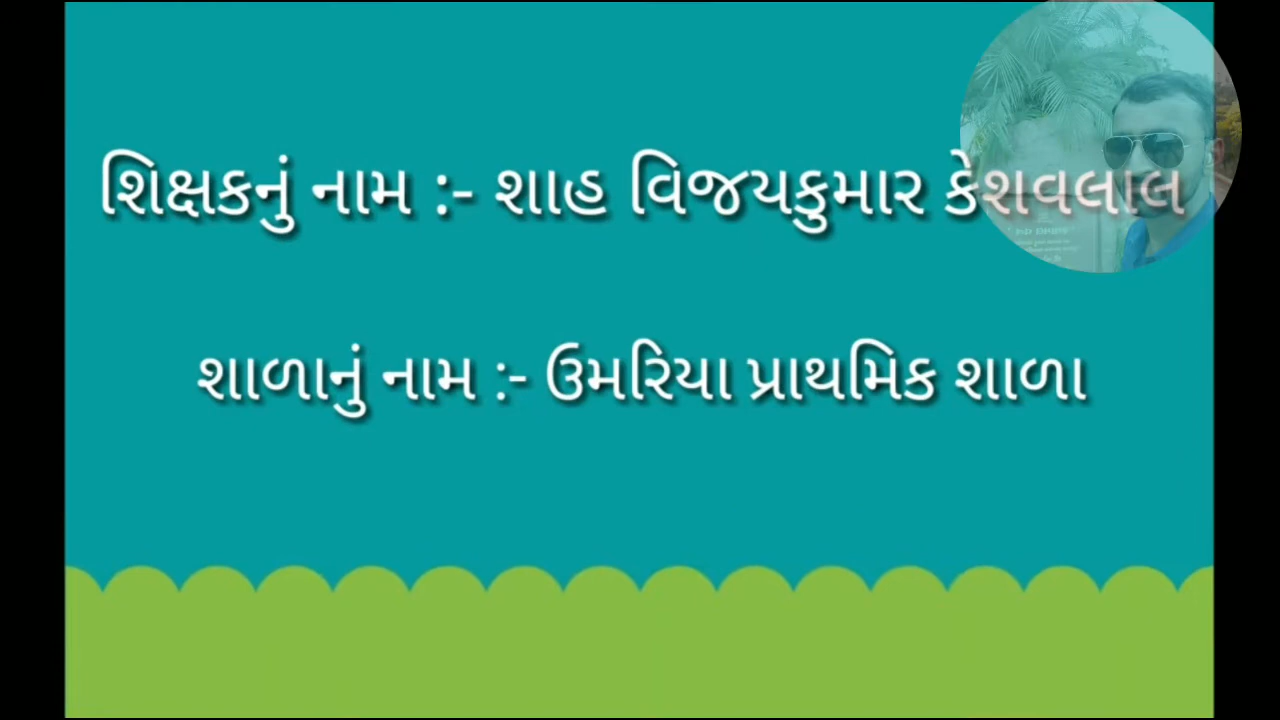 શિક્ષકનું નામ :- શાહ વિજયકુમાર કેશવલાલ
શાળાનું નામ :- ઉમરિયા પ્રાથમિક શાળા